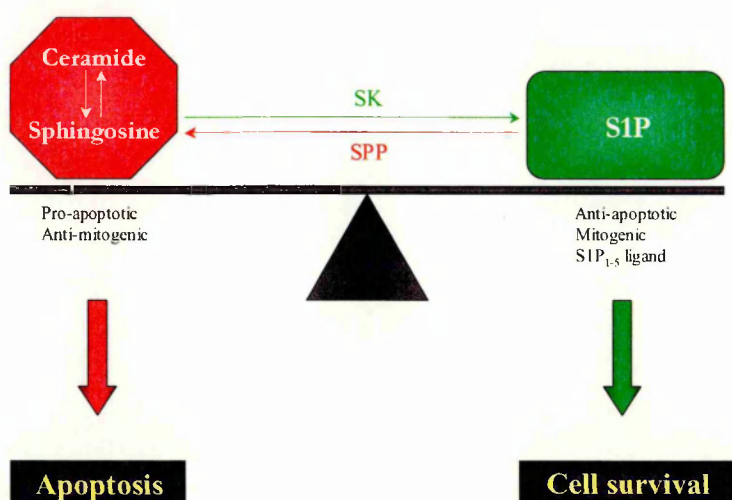 Ceramide
Sphingosine
SK
SPP
S1P
Pro-apoptotic
Anti-mitogenic
Anti-apoptotic
Mitogenic
S1P₁₋₅ ligand
Apoptosis
Cell survival